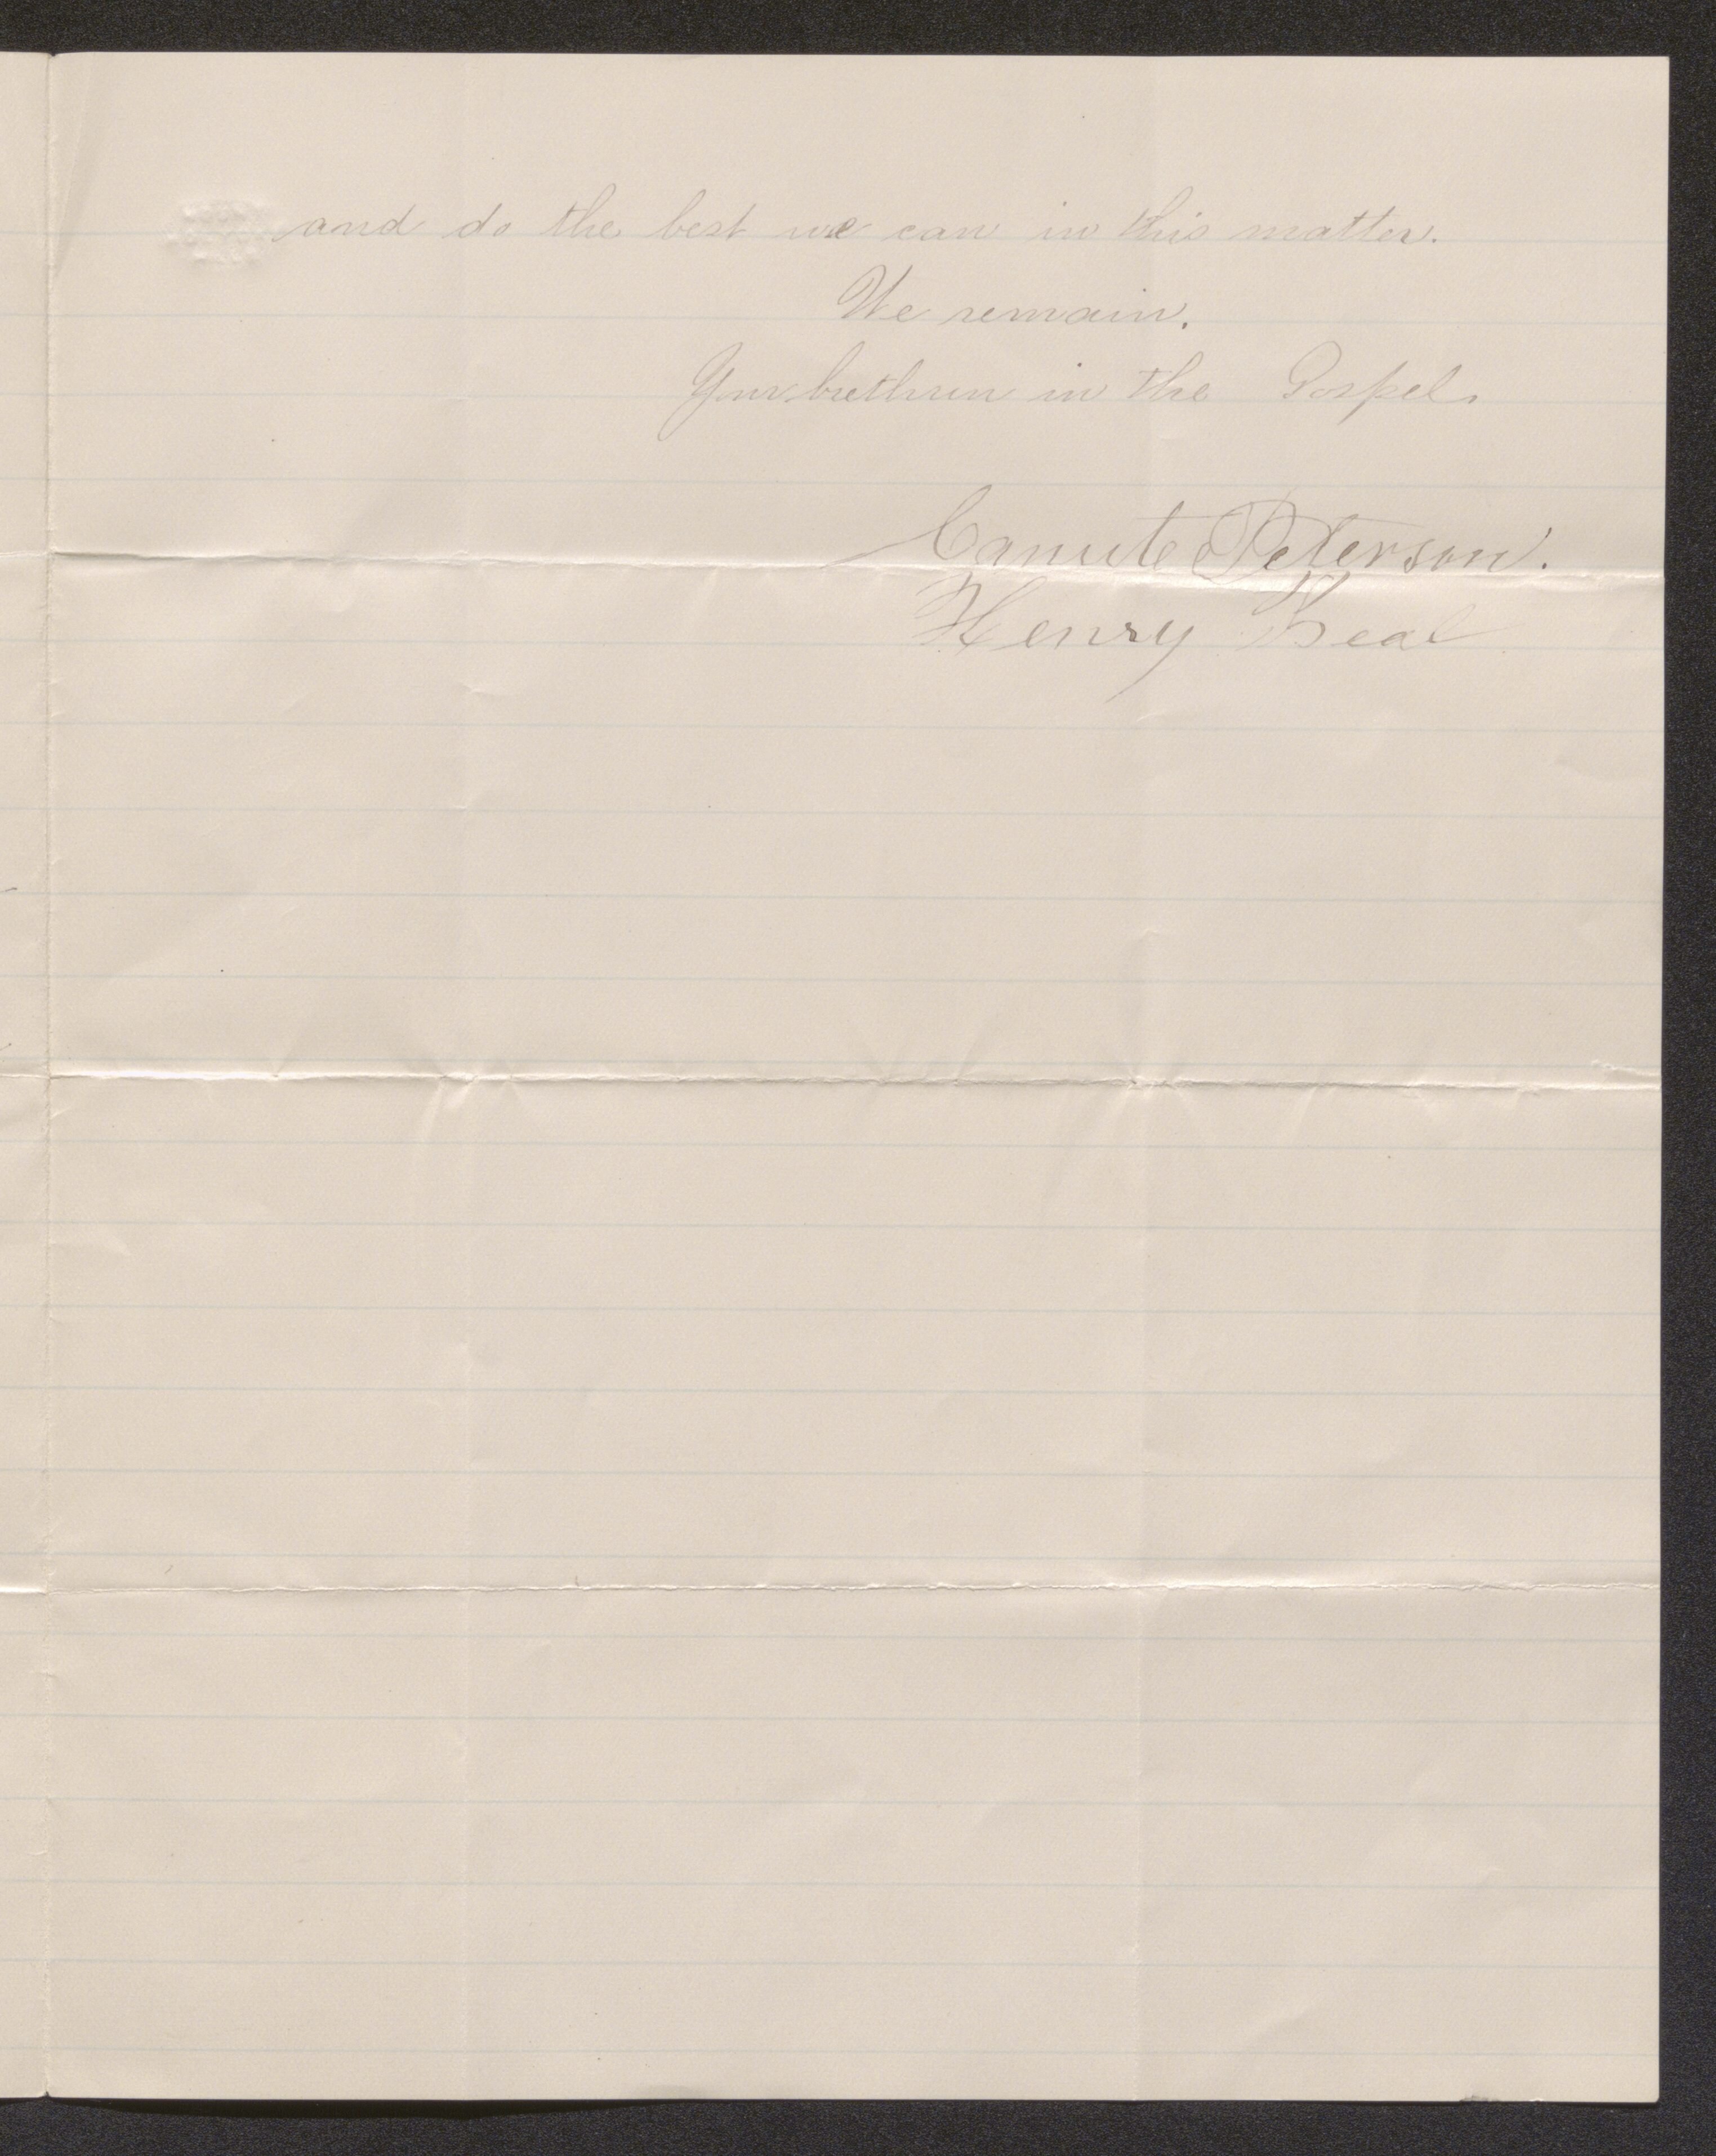 and do the best we can in this matter.
We remain.
Your brethren in the Gospel.
Canute Peterson.
Henry Beal